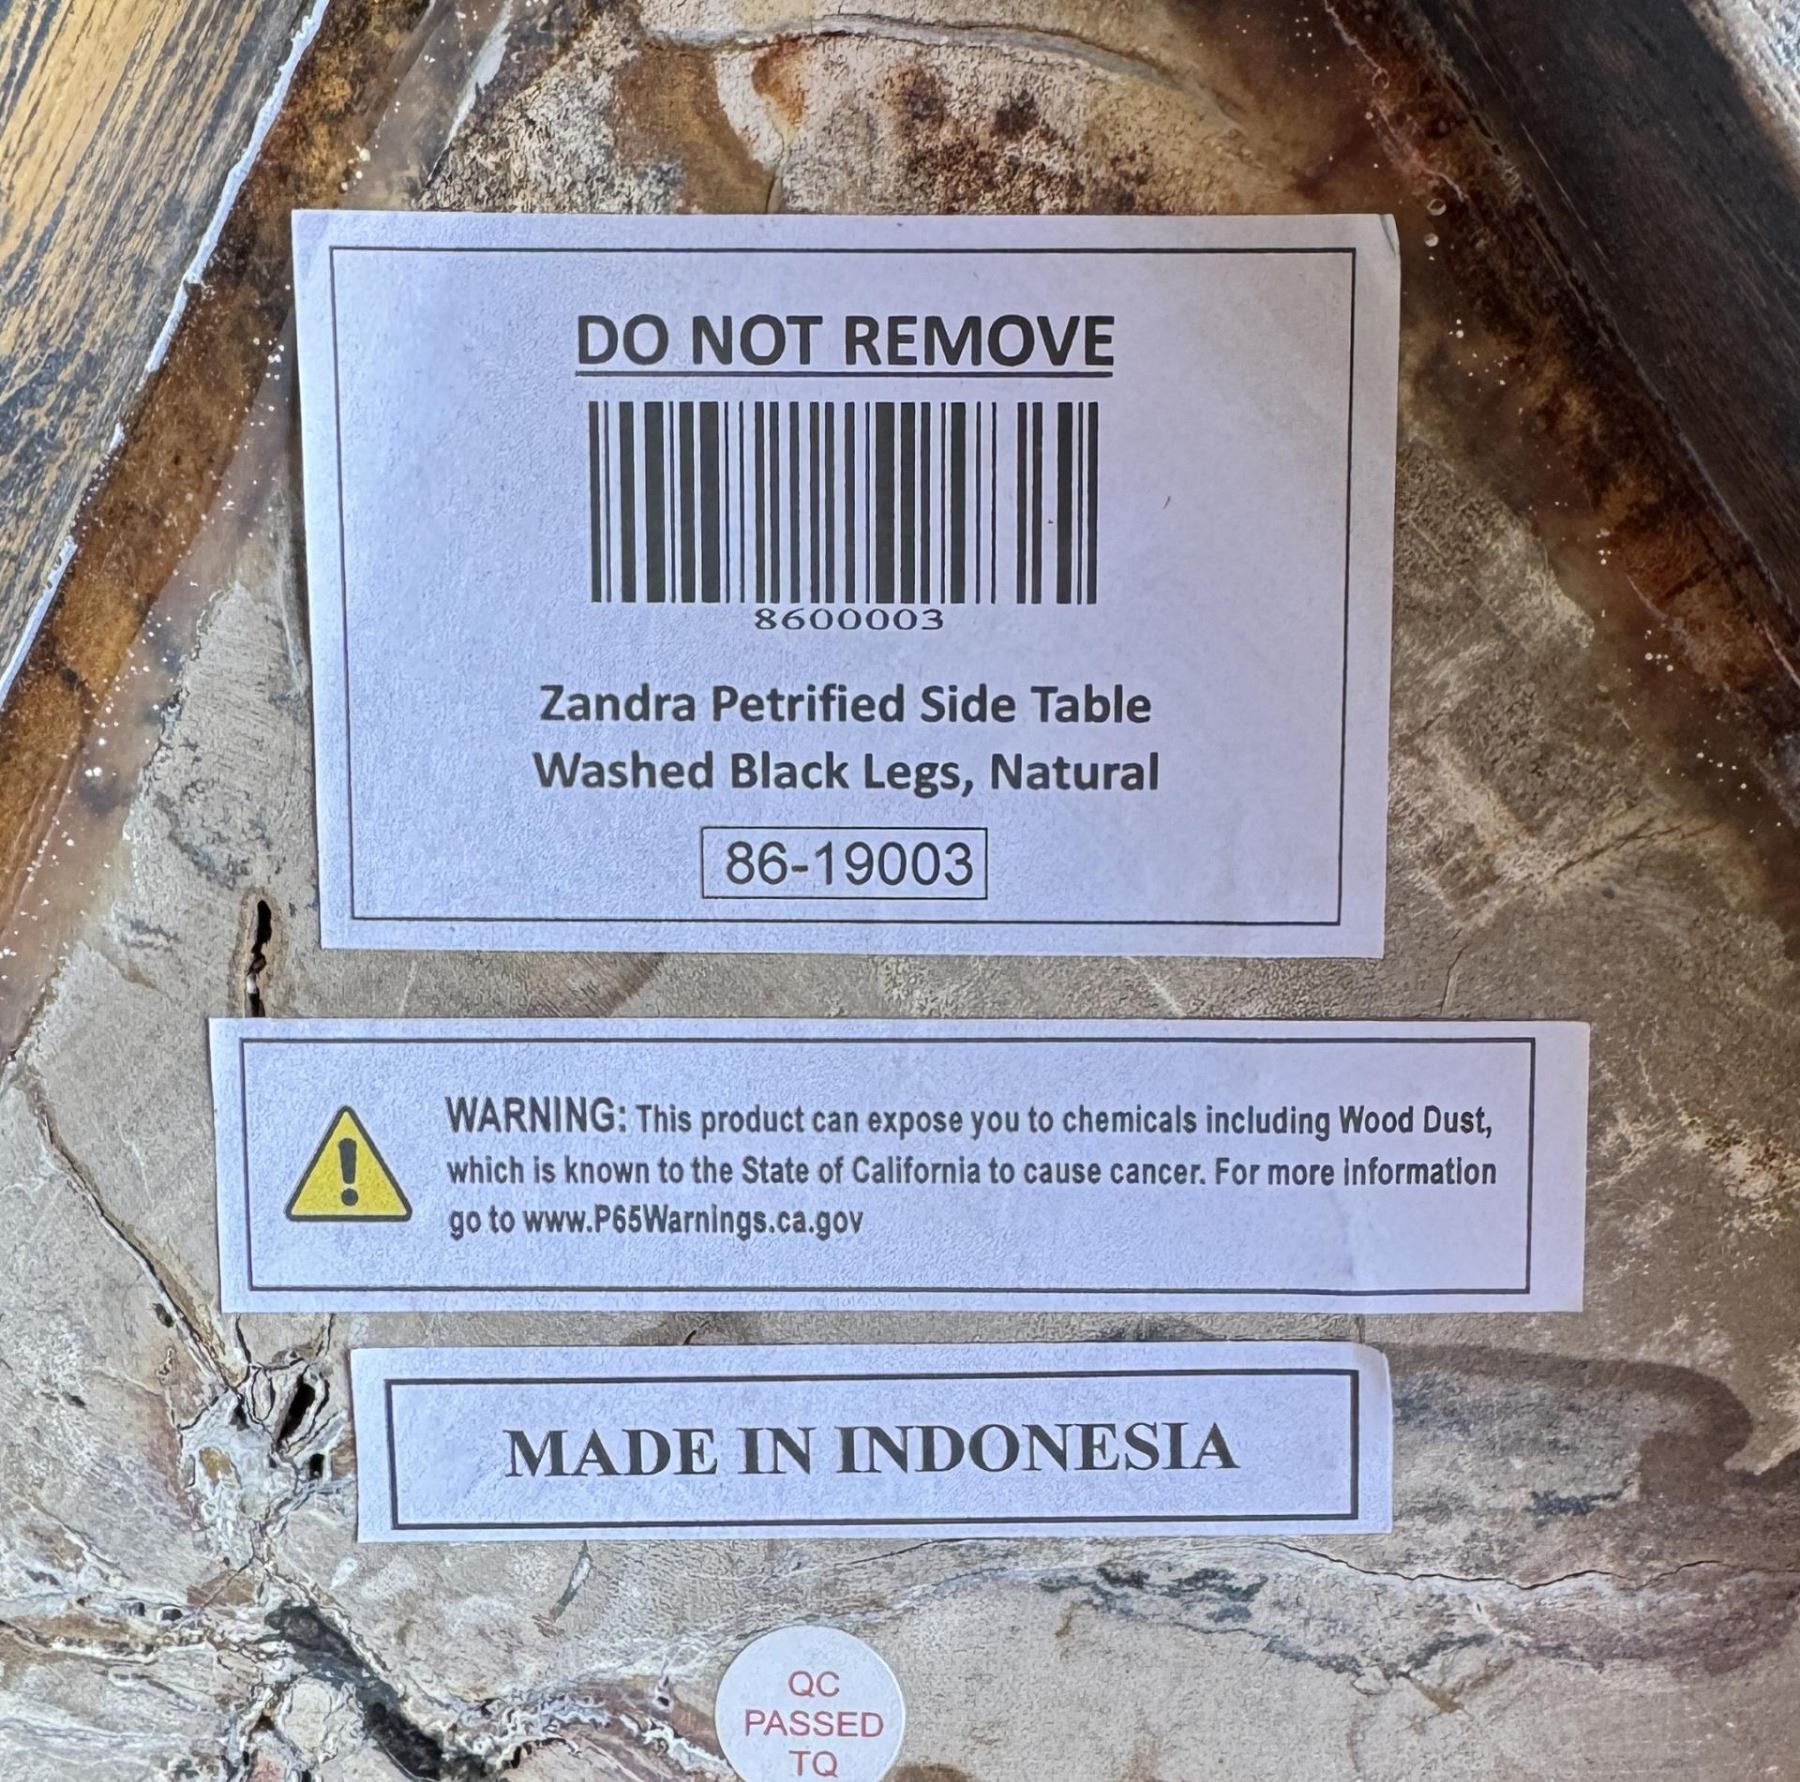 DO NOT REMOVE
8600003
Zandra Petrified Side Table
Washed Black Legs, Natural
86-19003
WARNING: This product can expose you to chemicals including Wood Dust,
which is known to the State of California to cause cancer. For more information
go to www.P65Warnings.ca.gov
MADE IN INDONESIA
QC
PASSED
TQ